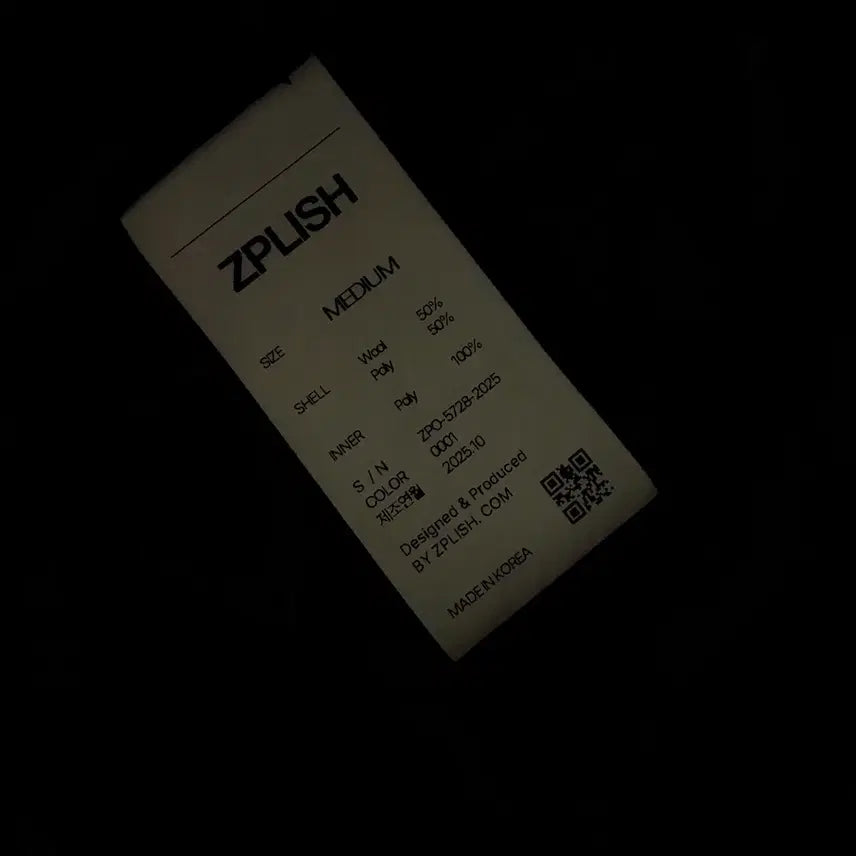 ZPLISH
SIZE MEDIUM
SHELL Wool 50%
Poly 50%
INNER Poly 100%
S / N ZPO-5728-2025
COLOR 0001
제조연월 2025.10
Designed & Produced
BY ZPLISH. COM
MADE IN KOREA